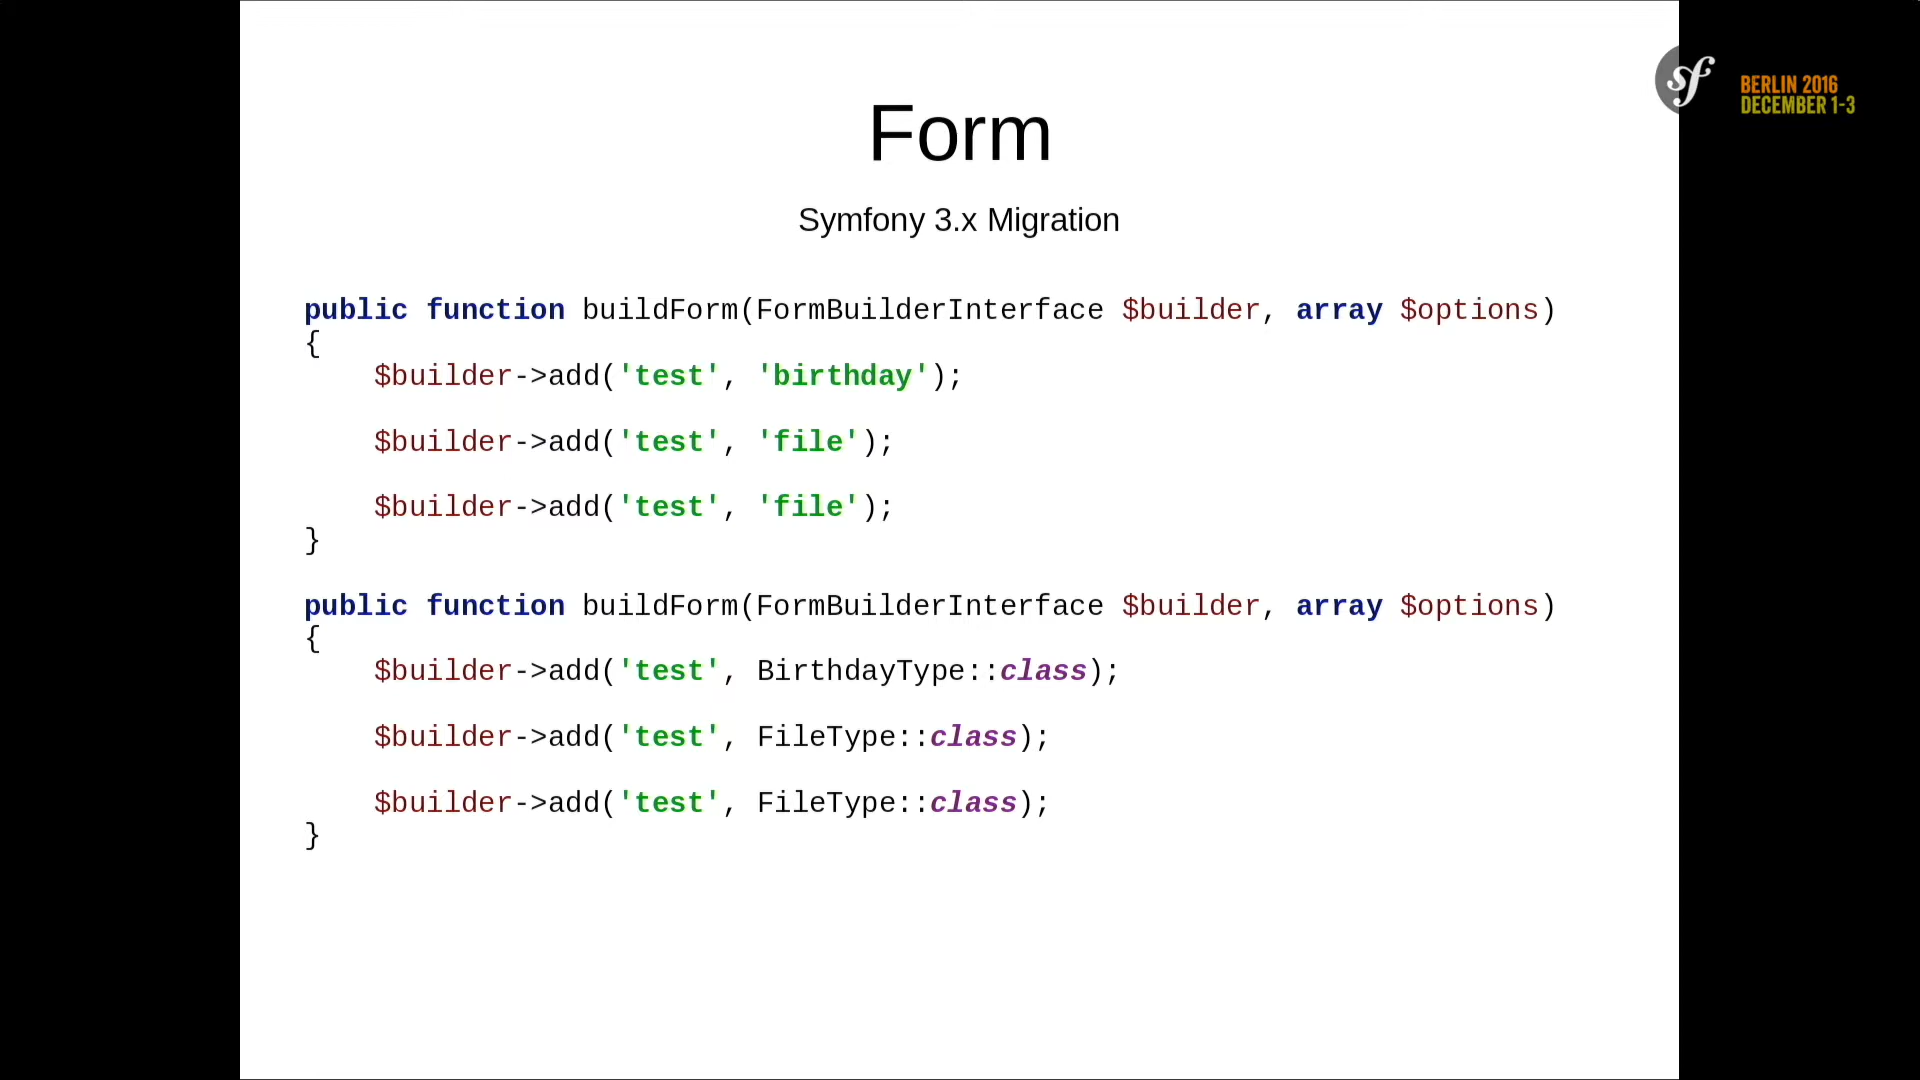 Form
sf
BERLIN 2016
DECEMBER 1-3
Symfony 3.x Migration
public function buildForm(FormBuilderInterface $builder, array $options)
{
    $builder->add('test', 'birthday');
    $builder->add('test', 'file');
    $builder->add('test', 'file');
}
public function buildForm(FormBuilderInterface $builder, array $options)
{
    $builder->add('test', BirthdayType::class);
    $builder->add('test', FileType::class);
    $builder->add('test', FileType::class);
}